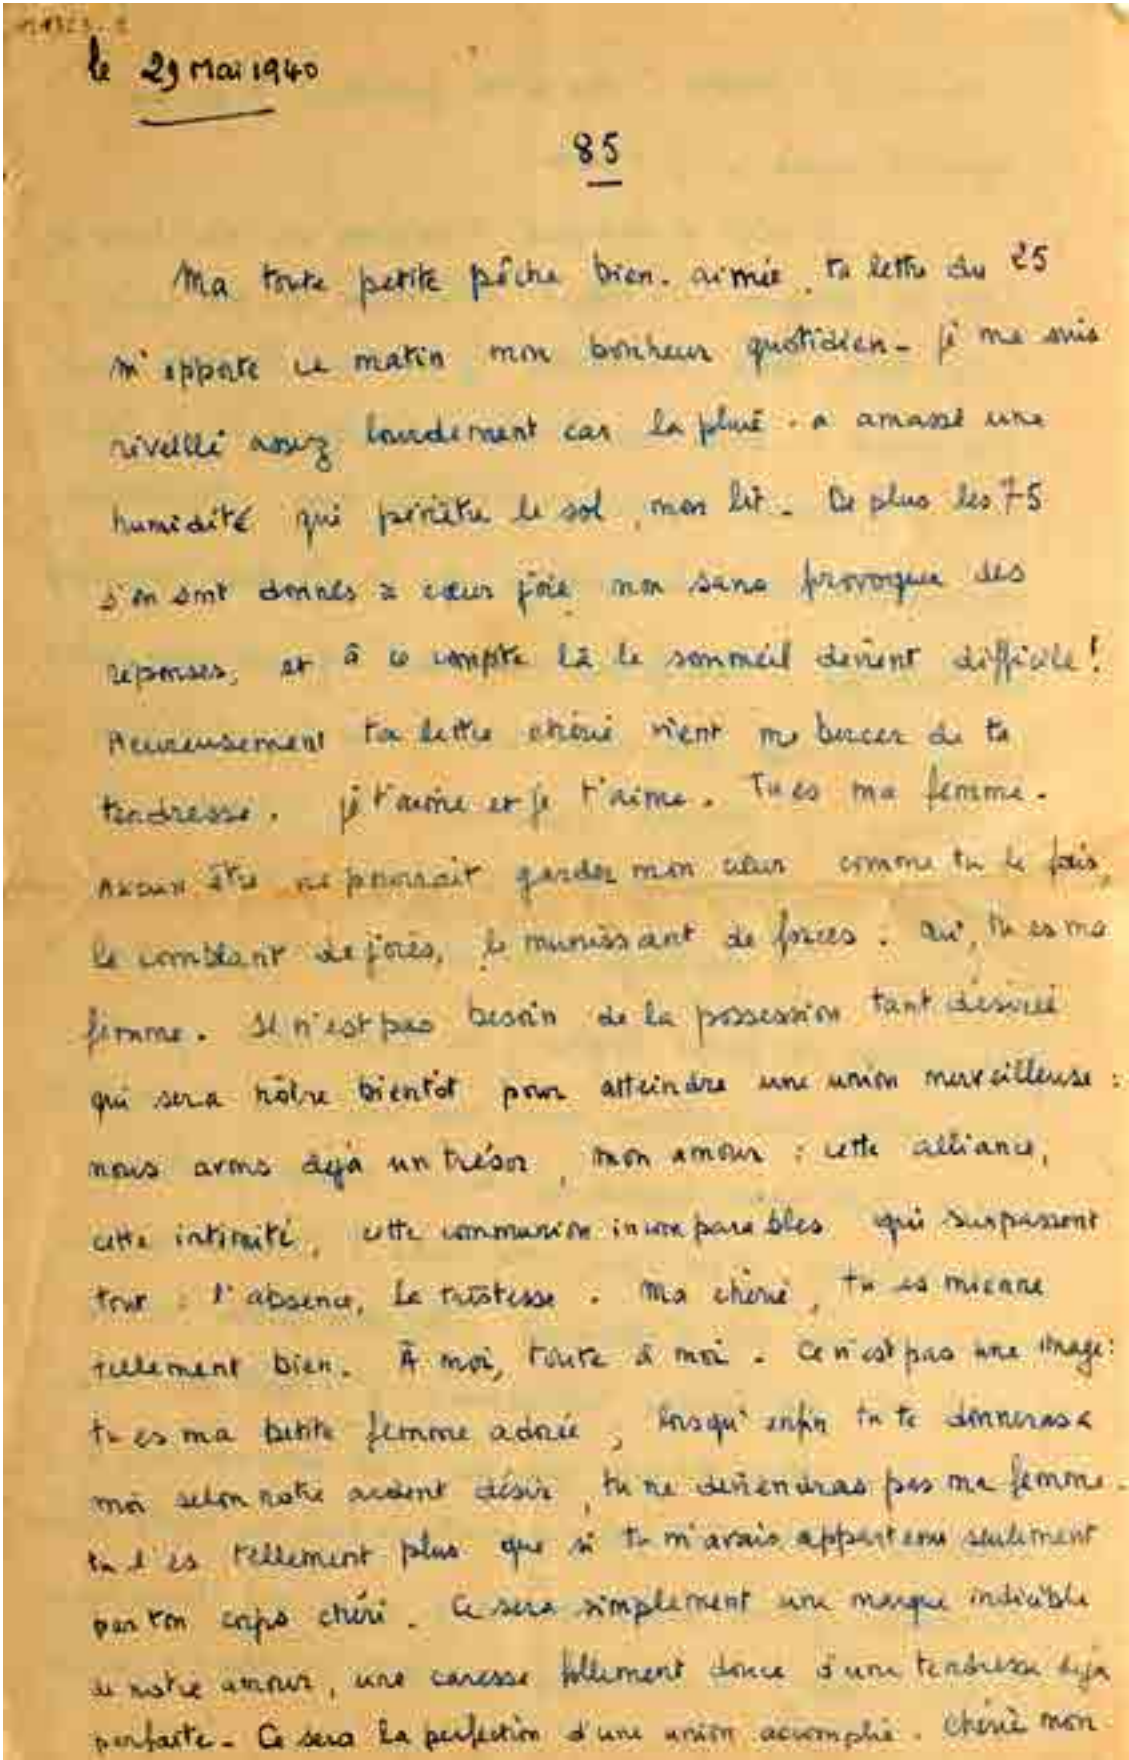 le 29 Mai 1940
85
Ma toute petite pêche bien-aimée, ta lettre du 25
m'apporte ce matin mon bonheur quotidien - je me suis
réveillé assez lourdement car la pluie a amassé une
humidité qui pénètre le sol, mon lit - De plus les 75
s'en sont donnés à cœur joie non sans provoquer des
réponses, et à ce compte là le sommeil devient difficile !
Heureusement ta lettre chérie vient me bercer de ta
tendresse. je t'aime et je t'aime. Tu es ma femme.
Aucun être ne pourrait garder mon cœur comme tu le fais,
le comblant de joies, le munissant de forces : oui, tu es ma
femme. Il n'est pas besoin de la possession tant désirée
qui sera nôtre bientôt pour atteindre une union merveilleuse :
nous avons déjà un trésor, mon amour : cette alliance,
cette intimité, cette communion incomparables qui surpassent
tout : l'absence, la tristesse. Ma chérie, tu es mienne
tellement bien. À moi, toute à moi. Ce n'est pas une image :
tu es ma petite femme adorée, lorsqu'enfin tu te donneras à
moi selon notre ardent désir, tu ne deviendras pas ma femme.
tu l'es tellement plus que si tu m'avais appartenu seulement
par ton corps chéri. Ce sera simplement une marque indicible
de notre amour, une caresse follement douce d'une tendresse déjà
parfaite - Ce sera la perfection d'une union accomplie. Chérie mon